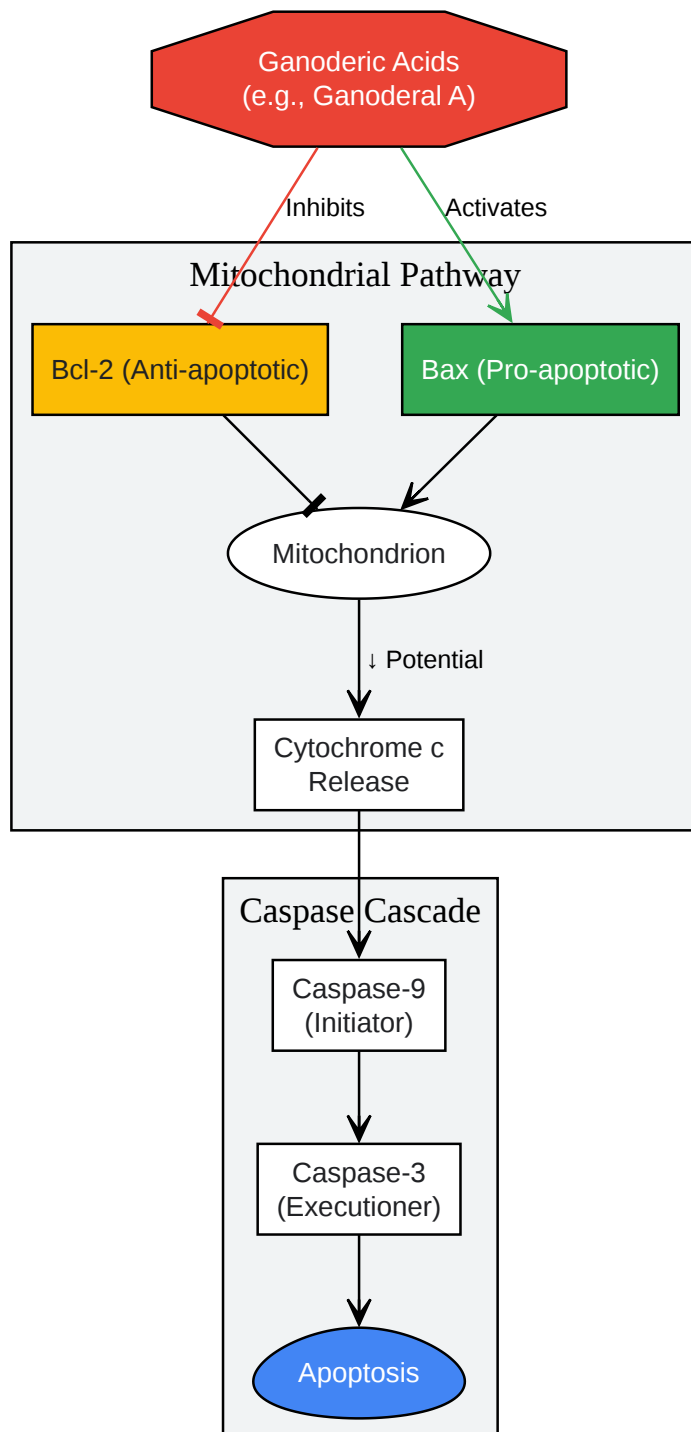 Ganoderic Acids
(e.g., Ganoderal A)
Inhibits
Activates
Mitochondrial Pathway
Bcl-2 (Anti-apoptotic)
Bax (Pro-apoptotic)
Mitochondrion
↓ Potential
Cytochrome c
Release
Caspase Cascade
Caspase-9
(Initiator)
Caspase-3
(Executioner)
Apoptosis